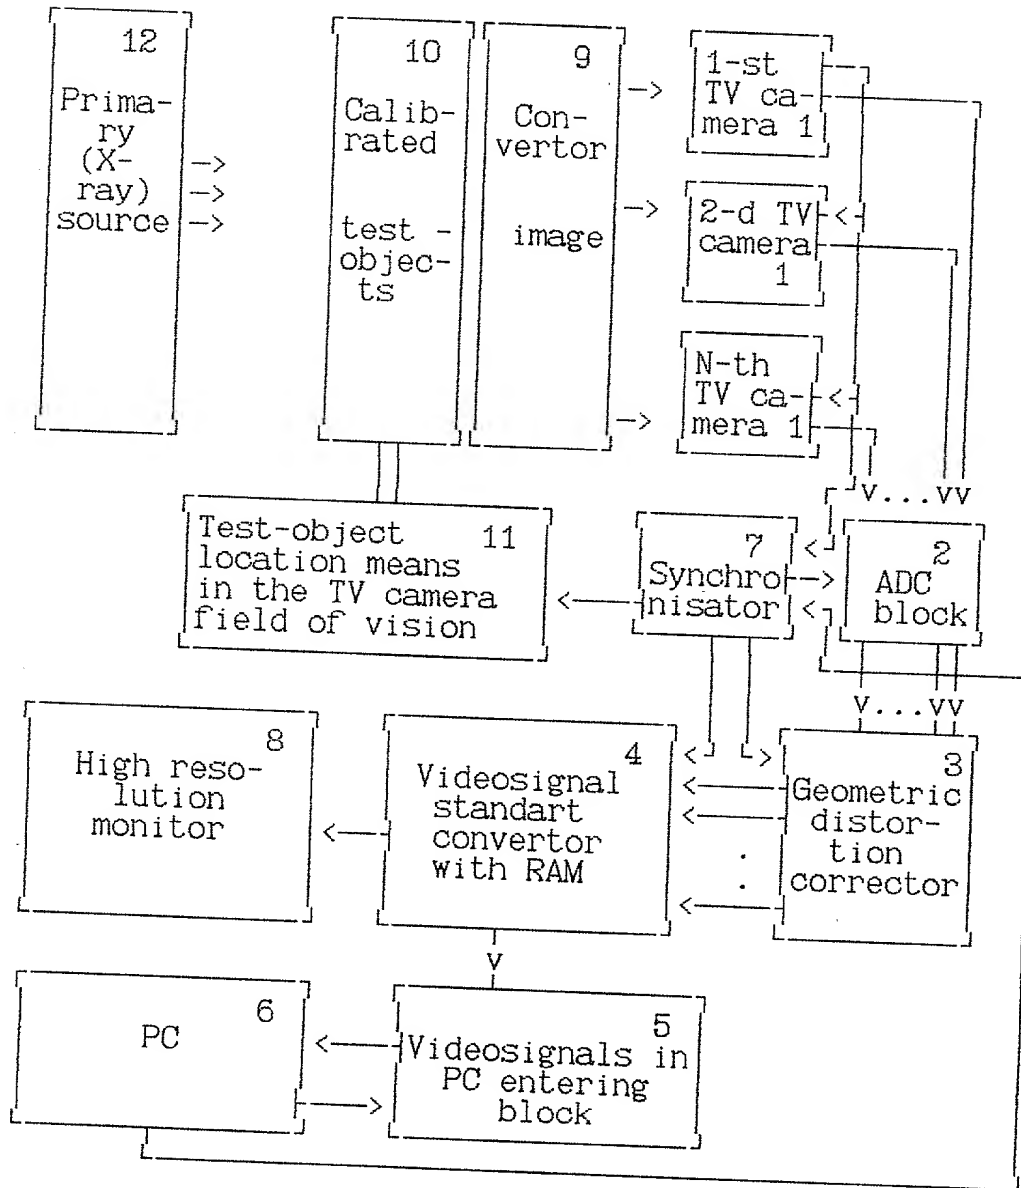 12
Prima-
ry
(X-
ray)
source
10
Calib-
rated
test -
objec-
ts
9
Con-
vertor
image
1-st
TV ca-
mera 1
2-d TV
camera
1
N-th
TV ca-
mera 1
v...vv
Test-object 11
location means
in the TV camera
field of vision
7
Synchro
nisator
2
ADC
block
v...vv
8
High reso-
lution
monitor
4
Videosignal
standart
convertor
with RAM
3
Geometric
distor-
tion
corrector
v
6
PC
5
Videosignals in
PC entering
block